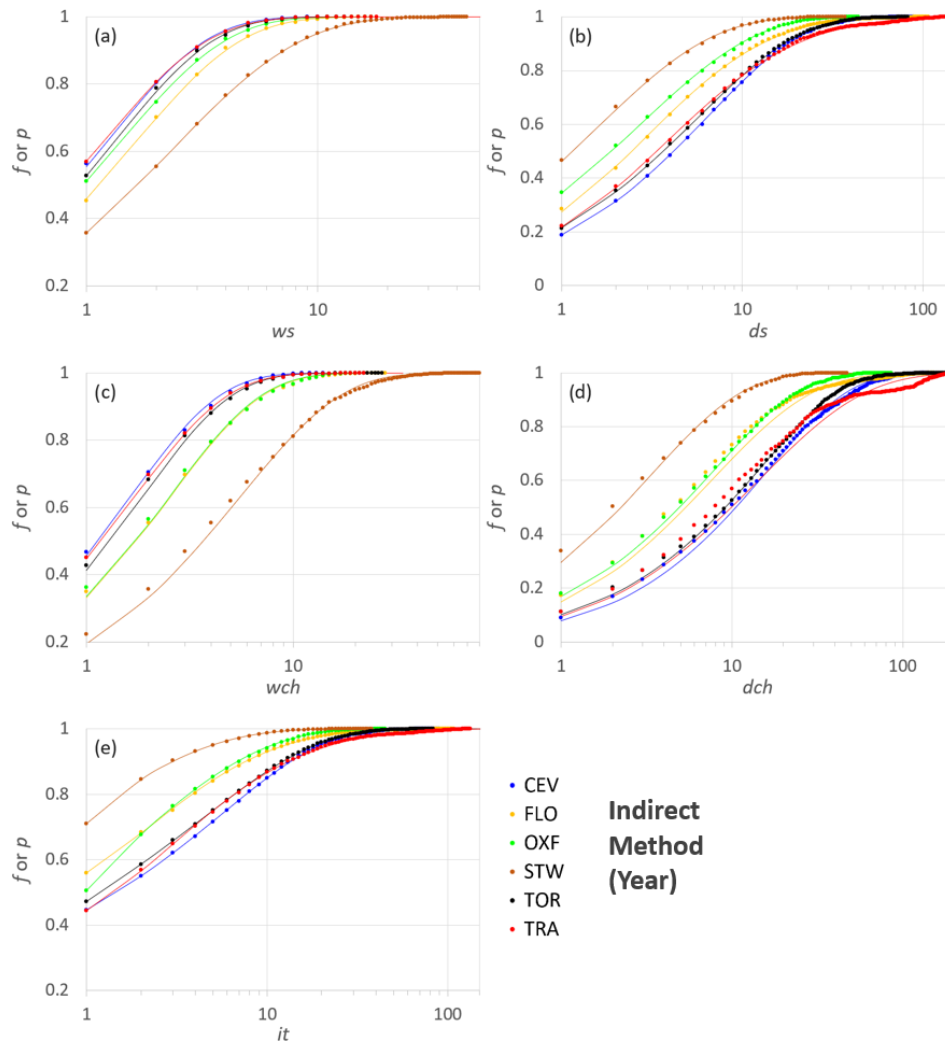 (a)
f or p
1
0.8
0.6
0.4
0.2
1
10
ws
(b)
f or p
1
0.8
0.6
0.4
0.2
0
1
10
100
ds
(c)
f or p
1
0.8
0.6
0.4
0.2
1
10
wch
(d)
f or p
1
0.8
0.6
0.4
0.2
0
1
10
100
dch
(e)
f or p
1
0.8
0.6
0.4
0.2
1
10
100
it
CEV
FLO
OXF
STW
TOR
TRA
Indirect
Method
(Year)